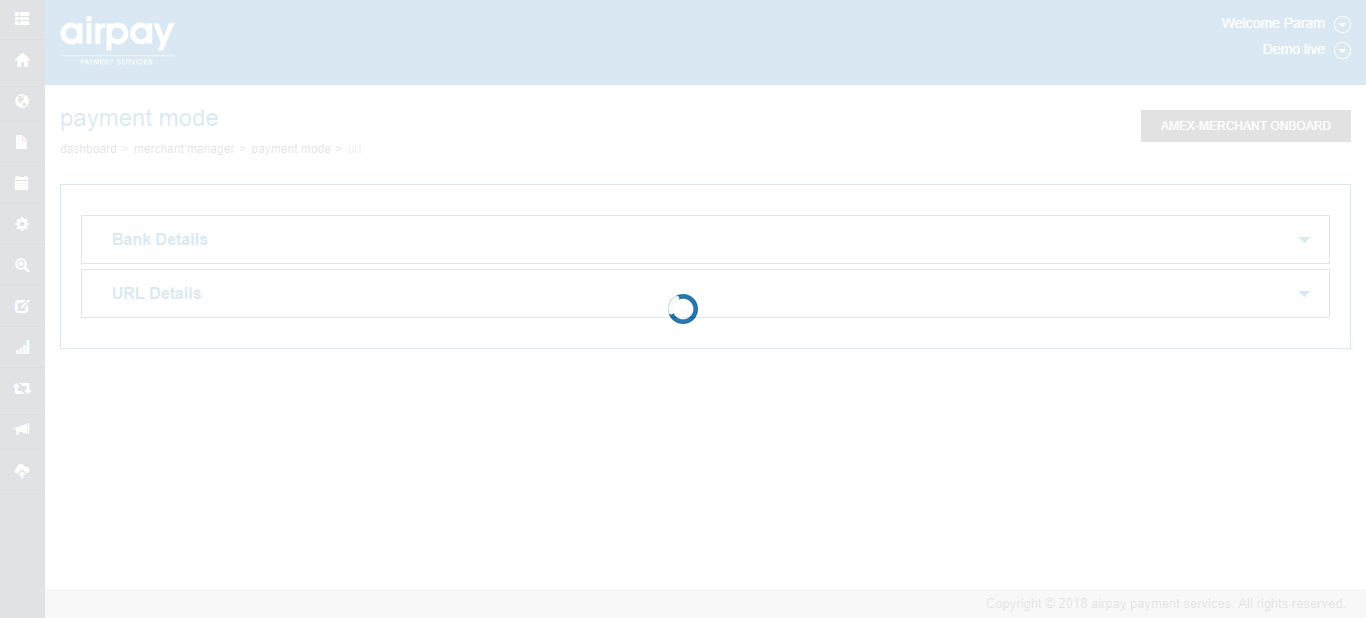 airpay
PAYMENT SERVICES
Welcome Param
Demo live
payment mode
AMEX-MERCHANT ONBOARD
dashboard > merchant manager > payment mode > url
Bank Details
URL Details
Copyright © 2018 airpay payment services. All rights reserved.